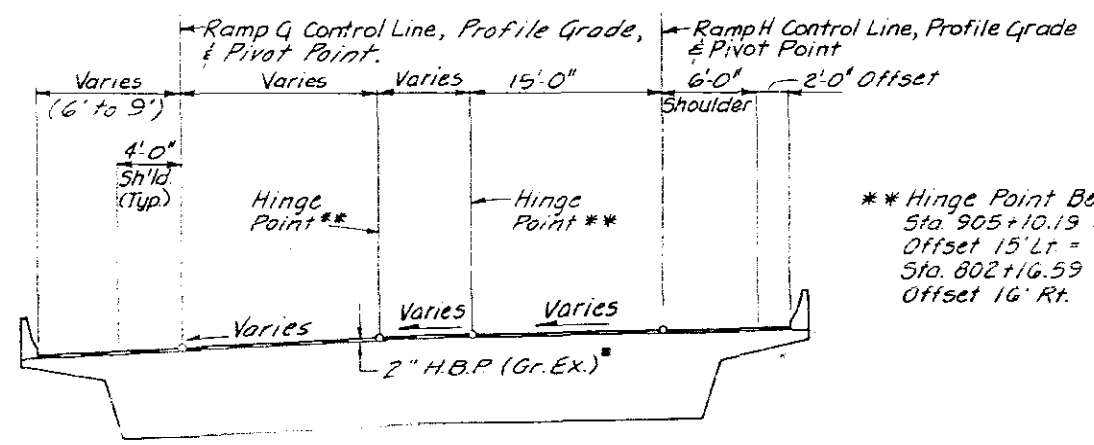 Ramp G Control Line, Profile Grade,
& Pivot Point.
Ramp H Control Line, Profile Grade
& Pivot Point
Varies
(6' to 9')
Varies
Varies
15'-0"
6'-0"
Shoulder
2'-0" Offset
4'-0"
Sh'ld.
(Typ.)
Hinge
Point **
Hinge
Point **
** Hinge Point Be
Sta. 905+10.19
Offset 15' Lt. =
Sta. 802+16.59
Offset 16' Rt.
Varies
Varies
Varies
2" H.B.P. (Gr. Ex.)